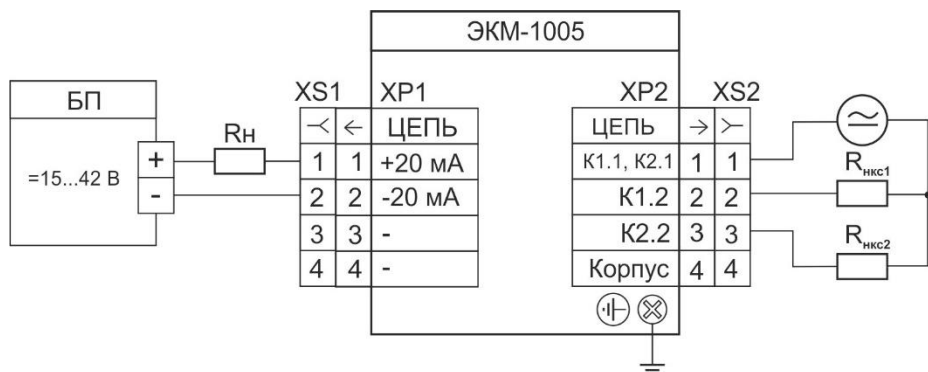 ЭКМ-1005
БП
=15...42 В
+
-
Rн
XS1 XP1
ЦЕПЬ
1 1 +20 мА
2 2 -20 мА
3 3 -
4 4 -
XP2 XS2
ЦЕПЬ
К1.1, К2.1 1 1
К1.2 2 2
К2.2 3 3
Корпус 4 4
Rнкс1
Rнкс2